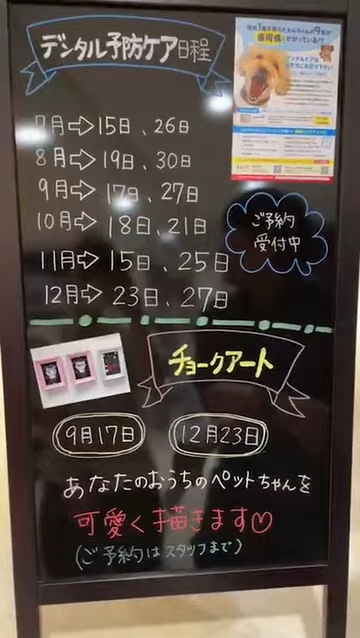 デンタル予防ケア日程
7月⇨15日、26日
8月⇨19日、30日
9月⇨17日、27日
10月⇨18日、21日
11月⇨15日、25日
12月⇨23日、27日
ご予約
受付中
チョークアート
9月17日
12月23日
あなたのおうちのペットちゃんを
可愛く描きます♡
(ご予約はスタッフまで)